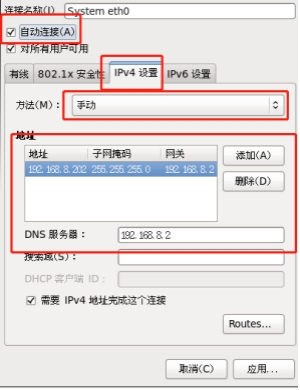 连接名称(I) System eth0
自动连接(A)
对所有用户可用
有线 802.1x 安全性 IPv4 设置 IPv6 设置
方法(M)： 手动
地址
地址 子网掩码 网关 添加(A)
192.168.8.202 255.255.255.0 192.168.8.2
删除(D)
DNS 服务器： 192.168.8.2
搜索域(S)：
DHCP 客户端 ID：
需要 IPv4 地址完成这个连接
Routes...
取消(C) 应用...